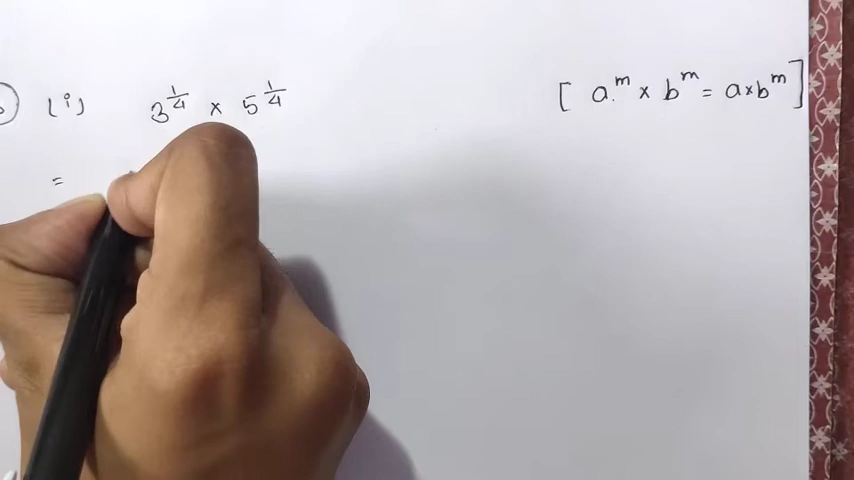 (i) 3^{1/4} × 5^{1/4} [ a.^m × b^m = a×b^m ]
=